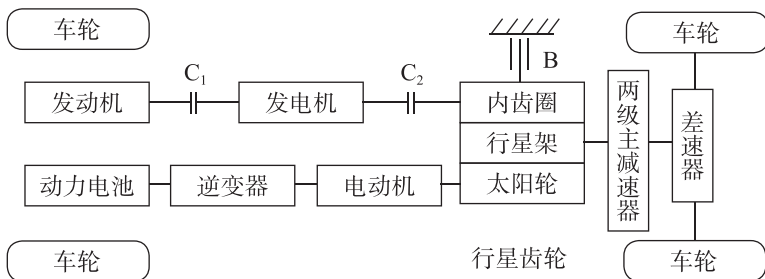 车轮
车轮
B
C₁
C₂
发动机
发电机
内齿圈
行星架
太阳轮
两级主减速器
差速器
动力电池
逆变器
电动机
车轮
行星齿轮
车轮